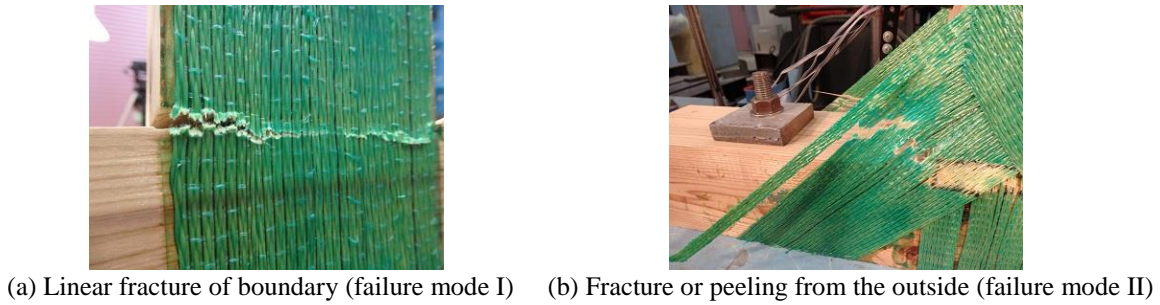 (a) Linear fracture of boundary (failure mode I)
(b) Fracture or peeling from the outside (failure mode II)